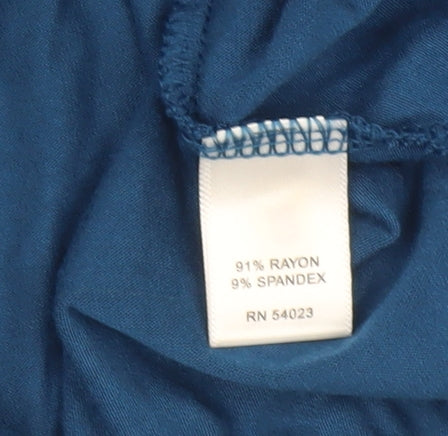 91% RAYON
9% SPANDEX
RN 54023